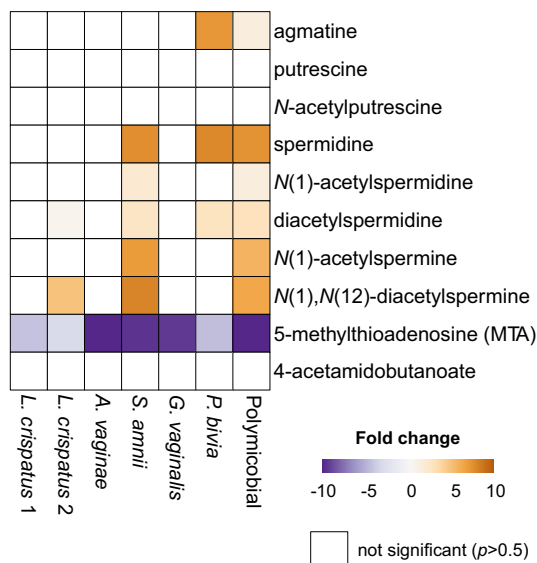 agmatine
putrescine
N-acetylputrescine
spermidine
N(1)-acetylspermidine
diacetylspermidine
N(1)-acetylspermine
N(1),N(12)-diacetylspermine
5-methylthioadenosine (MTA)
4-acetamidobutanoate
L. crispatus 1
L. crispatus 2
A. vaginae
S. amnii
G. vaginalis
P. bivia
Polymicobial
Fold change
-10 -5 0 5 10
not significant (p>0.5)